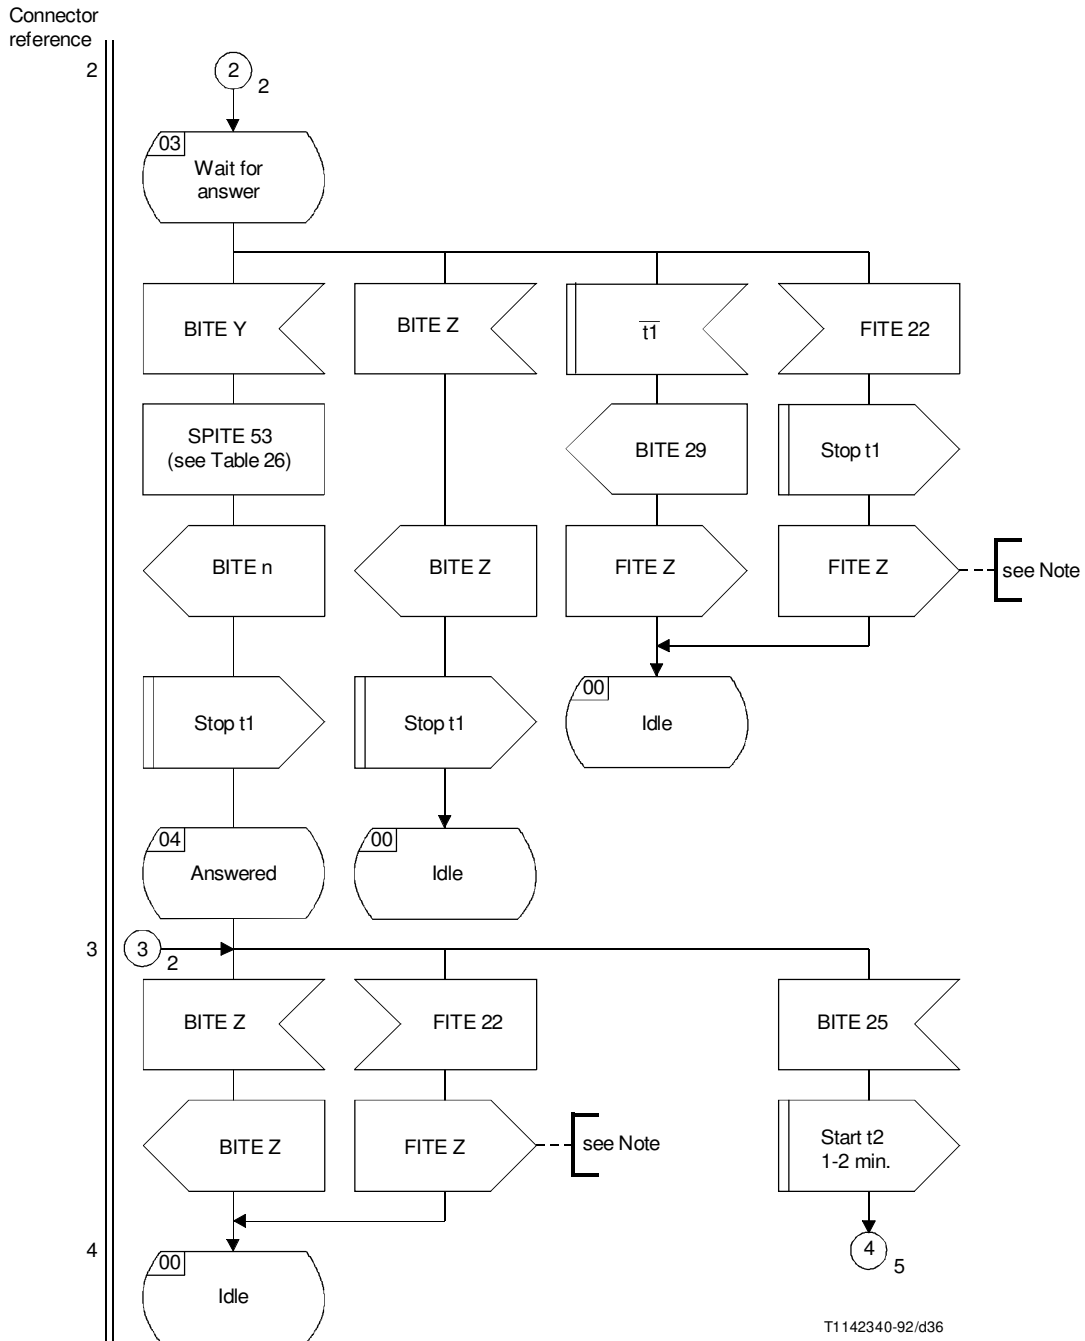 Connector
reference
2
2
2
03
Wait for
answer
BITE Y
BITE Z
t1
FITE 22
SPITE 53
(see Table 26)
BITE 29
Stop t1
BITE n
BITE Z
FITE Z
FITE Z
see Note
Stop t1
Stop t1
00
Idle
04
Answered
00
Idle
3
3
2
BITE Z
FITE 22
BITE 25
BITE Z
FITE Z
see Note
Start t2
1-2 min.
4
00
Idle
4
5
T1142340-92/d36